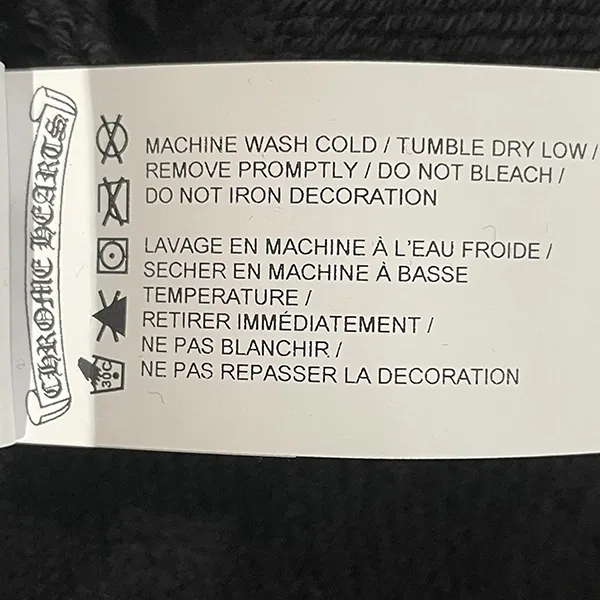 CHROME HEARTS
MACHINE WASH COLD / TUMBLE DRY LOW /
REMOVE PROMPTLY / DO NOT BLEACH /
DO NOT IRON DECORATION
LAVAGE EN MACHINE À L'EAU FROIDE /
SECHER EN MACHINE À BASSE
TEMPERATURE /
RETIRER IMMÉDIATEMENT /
NE PAS BLANCHIR /
NE PAS REPASSER LA DECORATION
30C